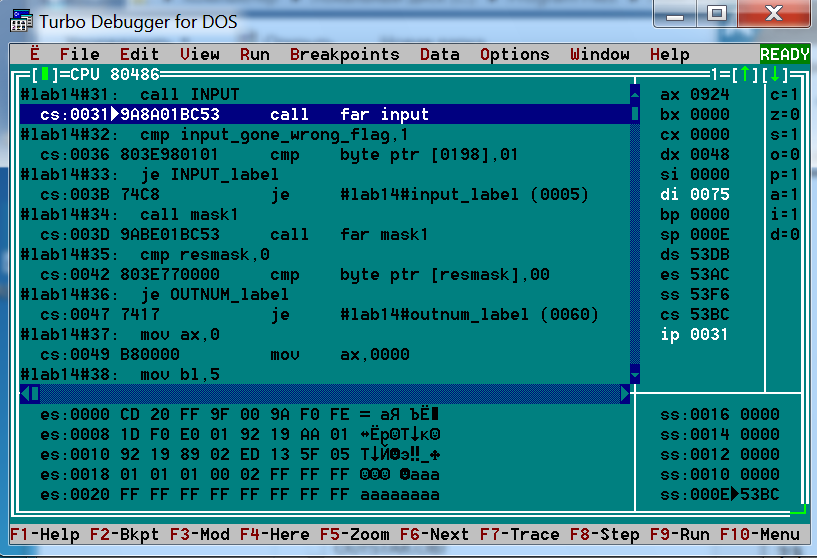 Turbo Debugger for DOS
Ë File Edit View Run Breakpoints Data Options Window Help READY
[▮]=CPU 80486 1=[↑][↓]
#lab14#31: call INPUT
cs:0031▶9A8A01BC53 call far input
#lab14#32: cmp input_gone_wrong_flag,1
cs:0036 803E980101 cmp byte ptr [0198],01
#lab14#33: je INPUT_label
cs:003B 74C8 je #lab14#input_label (0005)
#lab14#34: call mask1
cs:003D 9ABE01BC53 call far mask1
#lab14#35: cmp resmask,0
cs:0042 803E770000 cmp byte ptr [resmask],00
#lab14#36: je OUTNUM_label
cs:0047 7417 je #lab14#outnum_label (0060)
#lab14#37: mov ax,0
cs:0049 B80000 mov ax,0000
#lab14#38: mov bl,5
ax 0924 c=1
bx 0000 z=0
cx 0000 s=1
dx 0048 o=0
si 0000 p=1
di 0075 a=1
bp 0000 i=1
sp 000E d=0
ds 53DB
es 53AC
ss 53F6
cs 53BC
ip 0031
es:0000 CD 20 FF 9F 00 9A F0 FE = aЯ ЪЁ■
es:0008 1D F0 E0 01 92 19 AA 01 ↔Ёр☺Т↓к☺
es:0010 92 19 89 02 ED 13 5F 05 Т↓Й☻э‼_♣
es:0018 01 01 01 00 02 FF FF FF ☺☺☺ ☻aaa
es:0020 FF FF FF FF FF FF FF FF aaaaaaaa
ss:0016 0000
ss:0014 0000
ss:0012 0000
ss:0010 0000
ss:000E▶53BC
F1-Help F2-Bkpt F3-Mod F4-Here F5-Zoom F6-Next F7-Trace F8-Step F9-Run F10-Menu